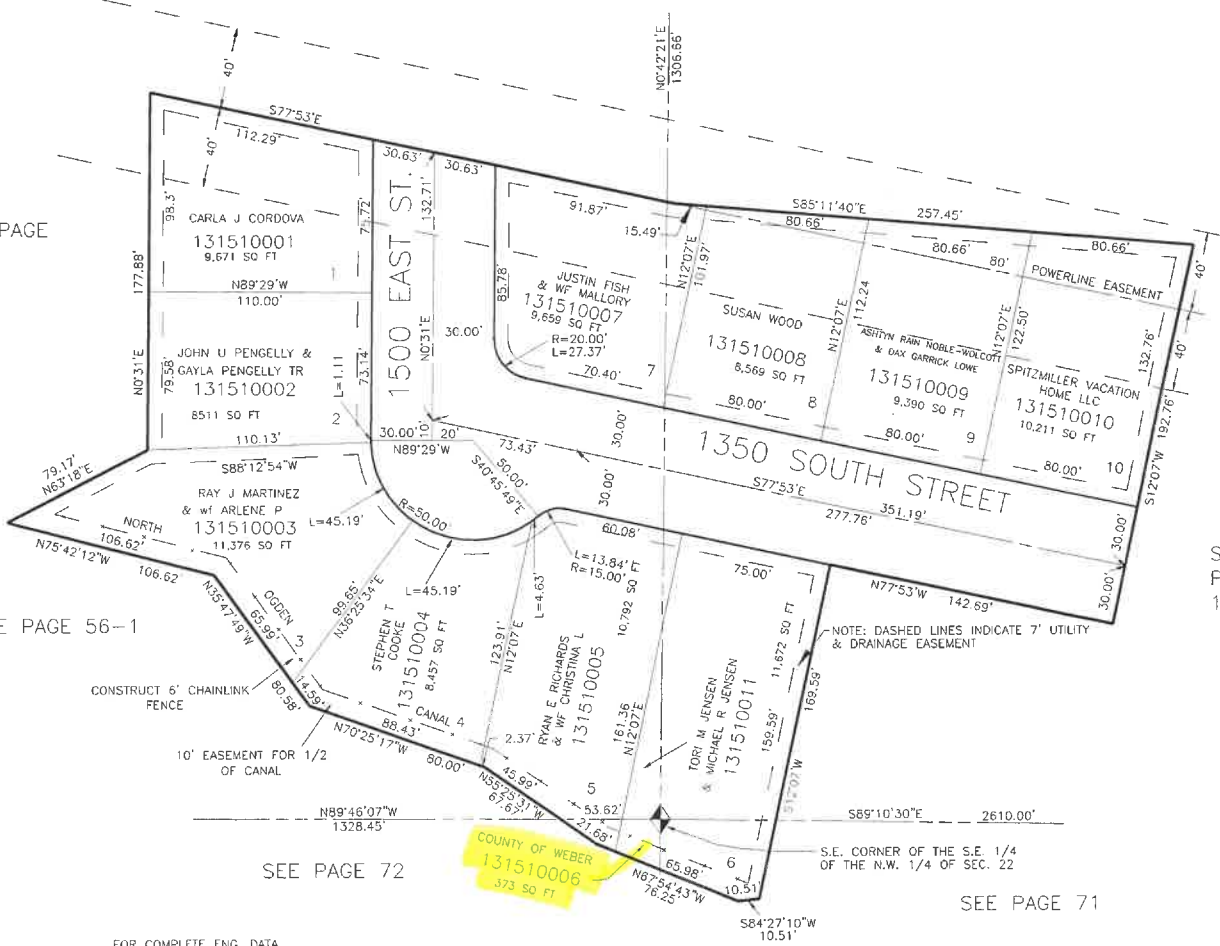 40'
N0°42'21"E
1306.66'
40'
S77°53'E
112.29'
30.63'
30.63'
98.3'
CARLA J CORDOVA
131510001
9,671 SQ FT
1
132.71'
1500 EAST ST.
91.87'
15.49'
S85°11'40"E
257.45'
80.66'
80.66'
80.66'
80'
POWERLINE EASEMENT
40'
40'
PAGE
177.88'
N0°31'E
N89°29'W
110.00'
85.78'
JUSTIN FISH
& WF MALLORY
131510007
9,659 SQ FT
R=20.00'
L=27.37'
70.40'
7
N12°07'E
101.97'
SUSAN WOOD
131510008
8,569 SQ FT
80.00'
8
N12°07'E
112.24
ASHTYN RAIN NOBLE-WOLCOTT
& DAX GARRICK LOWE
131510009
9,390 SQ FT
80.00'
9
N12°07'E
122.50'
SPITZMILLER VACATION
HOME LLC
131510010
10,211 SQ FT
80.00'
10
132.76'
S12°07'W
192.76'
79.58'
JOHN U PENGELLY &
GAYLA PENGELLY TR
131510002
8511 SQ FT
2
L=1.11
73.14'
N0°31'E
30.00'
110.13'
S88°12'54"W
30.00'
10'
20'
N89°29'W
73.43'
50.00'
S40°45'49"E
30.00'
30.00'
1350 SOUTH STREET
S77°53'E
351.19'
277.76'
30.00'
30.00'
79.17'
N63°18'E
RAY J MARTINEZ
& wf ARLENE P
131510003
11,376 SQ FT
L=45.19'
R=50.00'
NORTH
106.62'
N75°42'12"W
106.62'
N35°47'49"W
80.58'
OGDEN
65.99'
3
99.65'
N36°25'34"E
L=45.19'
60.08'
L=13.84'
R=15.00'
L=4.63'
75.00'
N77°53'W
142.69'
E PAGE 56-1
S
P
1
CONSTRUCT 6' CHAINLINK
FENCE
14.59'
STEPHEN T
COOKE
131510004
8,457 SQ FT
123.91'
N12°07'E
RYAN E RICHARDS
& WF CHRISTINA L
131510005
10,792 SQ FT
161.36
N12°07'E
TORI M JENSEN
& MICHAEL R JENSEN
131510011
11,672 SQ FT
159.59'
169.59'
S12°07'W
NOTE: DASHED LINES INDICATE 7' UTILITY
& DRAINAGE EASEMENT
10' EASEMENT FOR 1/2
OF CANAL
88.43'
CANAL
4
N70°25'17"W
80.00'
2.37'
45.99'
N55°25'31"W
67.67'
5
53.62'
21.68'
N89°46'07"W
1328.45'
S89°10'30"E
2610.00'
S.E. CORNER OF THE S.E. 1/4
OF THE N.W. 1/4 OF SEC. 22
COUNTY OF WEBER
131510006
373 SQ FT
65.98'
6
10.51'
N67°54'43"W
76.25'
S84°27'10"W
10.51'
SEE PAGE 72
SEE PAGE 71
FOR COMPLETE ENG. DATA